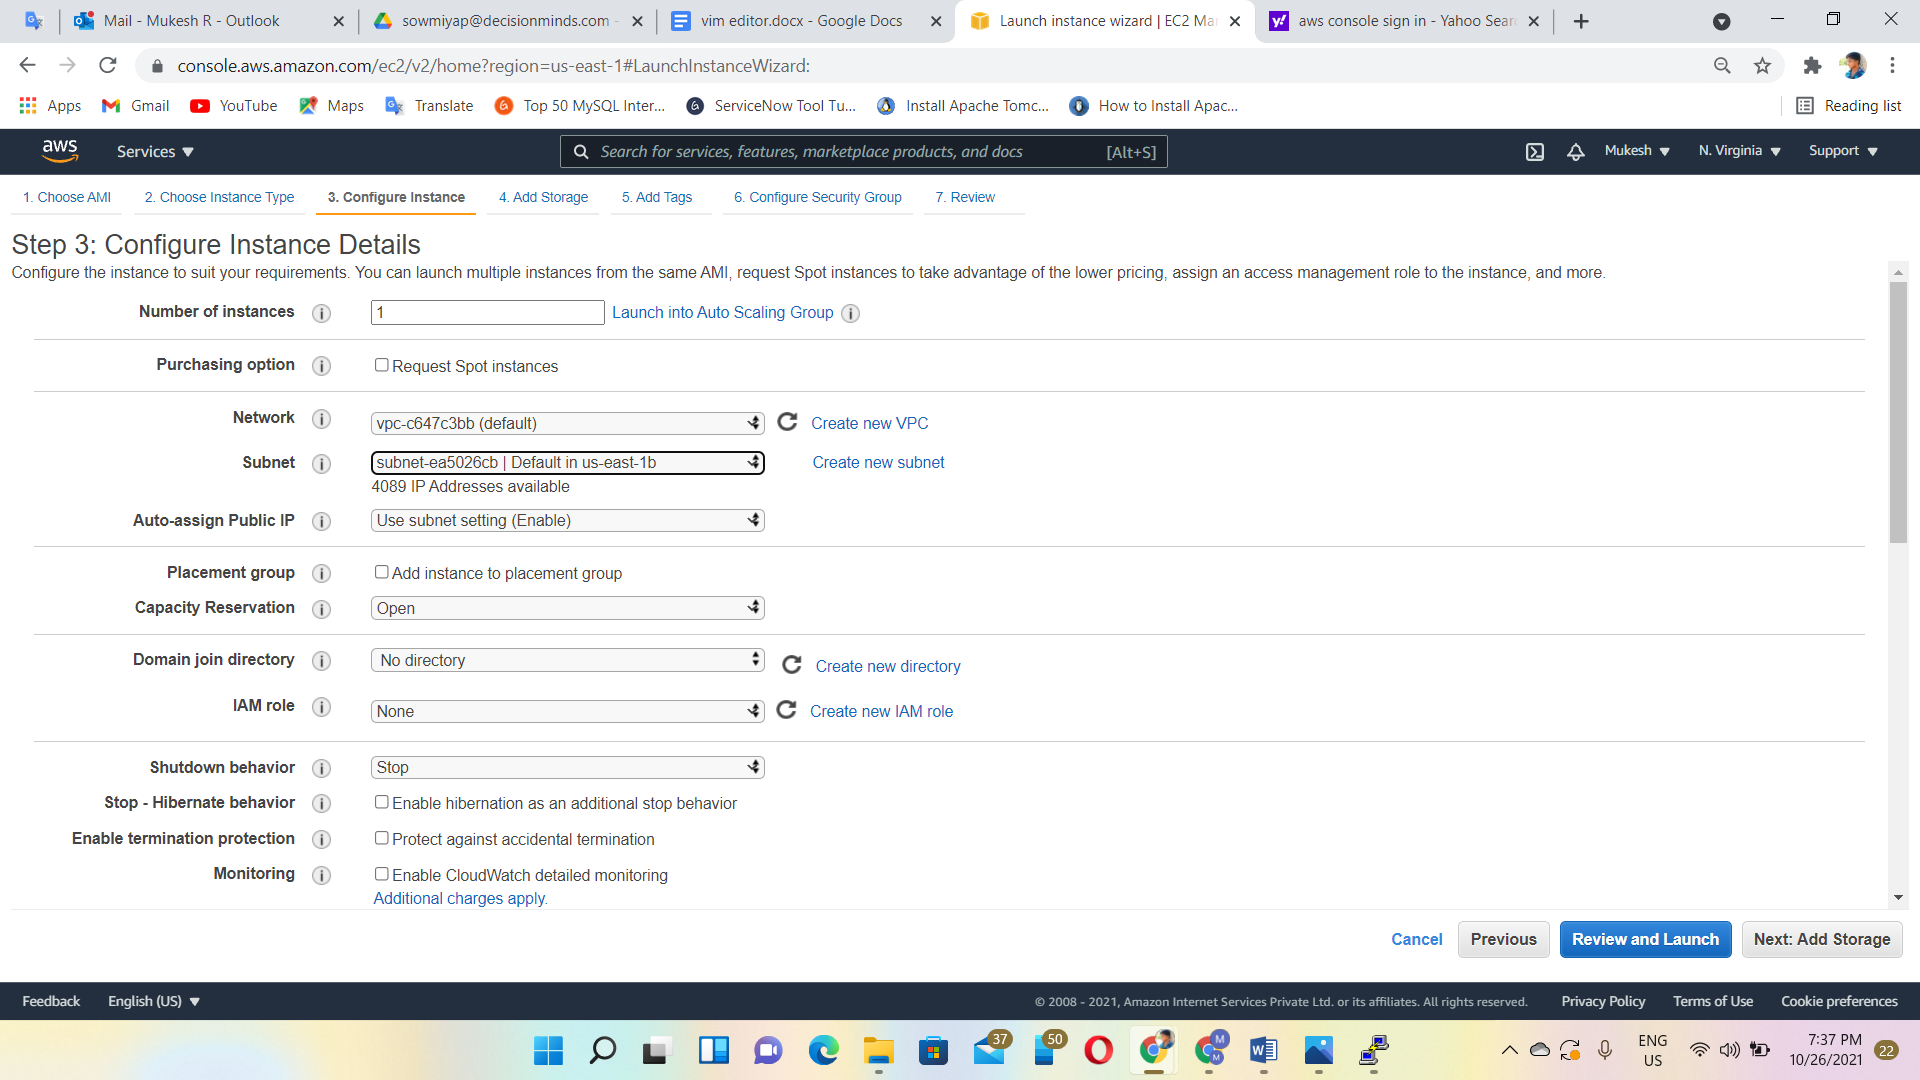 Mail - Mukesh R - Outlook
sowmiyap@decisionminds.com -
vim editor.docx - Google Docs
Launch instance wizard | EC2 Ma
aws console sign in - Yahoo Sear
console.aws.amazon.com/ec2/v2/home?region=us-east-1#LaunchInstanceWizard:
Apps
Gmail
YouTube
Maps
Translate
Top 50 MySQL Inter...
ServiceNow Tool Tu...
Install Apache Tomc...
How to Install Apac...
Reading list
aws
Services
Search for services, features, marketplace products, and docs
[Alt+S]
Mukesh
N. Virginia
Support
1. Choose AMI
2. Choose Instance Type
3. Configure Instance
4. Add Storage
5. Add Tags
6. Configure Security Group
7. Review
Step 3: Configure Instance Details
Configure the instance to suit your requirements. You can launch multiple instances from the same AMI, request Spot instances to take advantage of the lower pricing, assign an access management role to the instance, and more.
Number of instances
1
Launch into Auto Scaling Group
Purchasing option
Request Spot instances
Network
vpc-c647c3bb (default)
Create new VPC
Subnet
subnet-ea5026cb | Default in us-east-1b
Create new subnet
4089 IP Addresses available
Auto-assign Public IP
Use subnet setting (Enable)
Placement group
Add instance to placement group
Capacity Reservation
Open
Domain join directory
No directory
Create new directory
IAM role
None
Create new IAM role
Shutdown behavior
Stop
Stop - Hibernate behavior
Enable hibernation as an additional stop behavior
Enable termination protection
Protect against accidental termination
Monitoring
Enable CloudWatch detailed monitoring
Additional charges apply.
Cancel
Previous
Review and Launch
Next: Add Storage
Feedback
English (US)
© 2008 - 2021, Amazon Internet Services Private Ltd. or its affiliates. All rights reserved.
Privacy Policy
Terms of Use
Cookie preferences
37
50
M
M
ENG
US
7:37 PM
10/26/2021
22